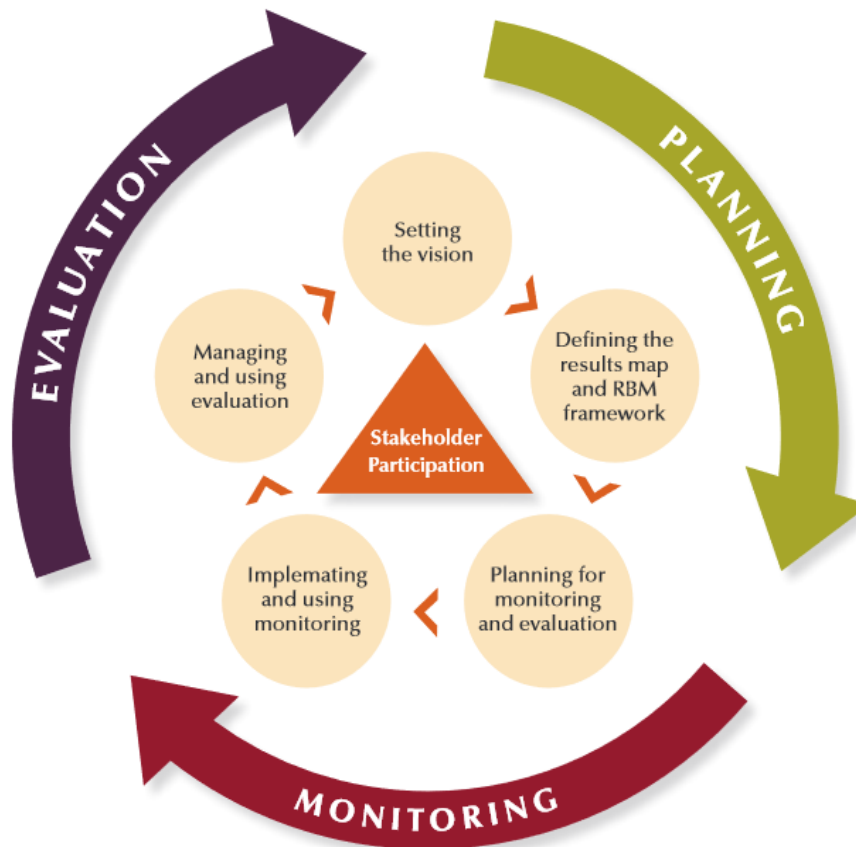 EVALUATION
PLANNING
Setting
the vision
Defining the
results map
and RBM
framework
Managing
and using
evaluation
Stakeholder
Participation
Implemating
and using
monitoring
Planning for
monitoring
and evaluation
MONITORING